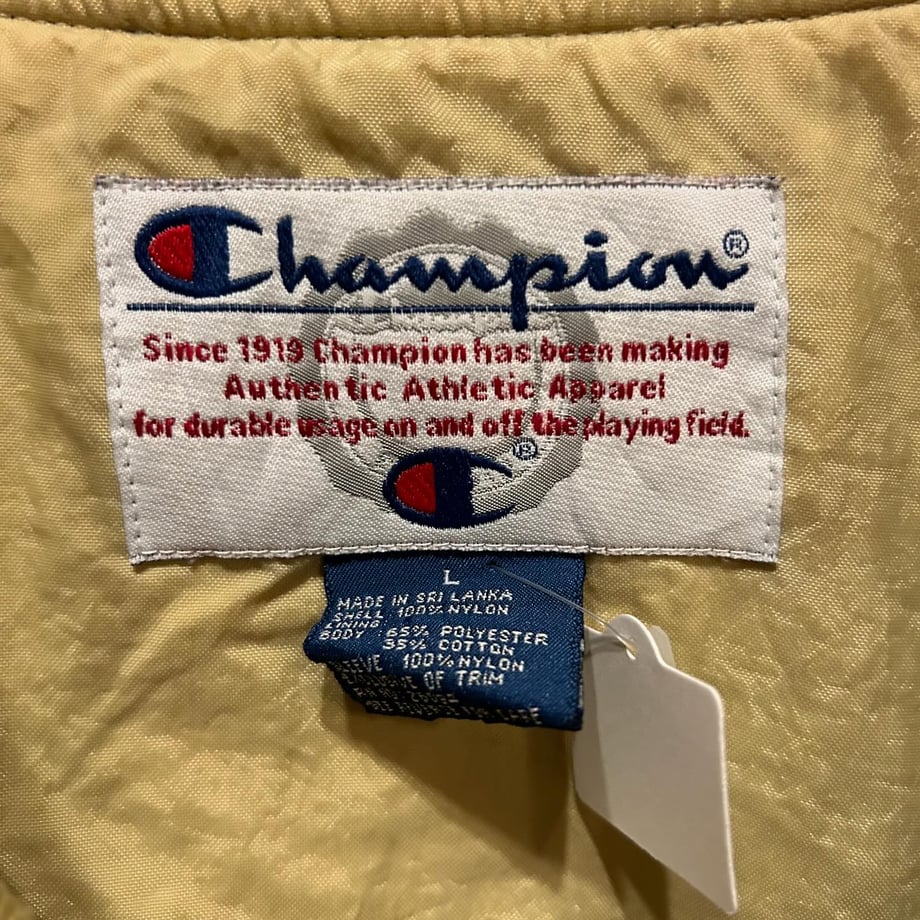 Champion®
Since 1919 Champion has been making
Authentic Athletic Apparel
for durable usage on and off the playing field.
®
L
MADE IN SRI LANKA
SHELL 100% NYLON
LINING
BODY 65% POLYESTER
35% COTTON
100% NYLON
OF TRIM